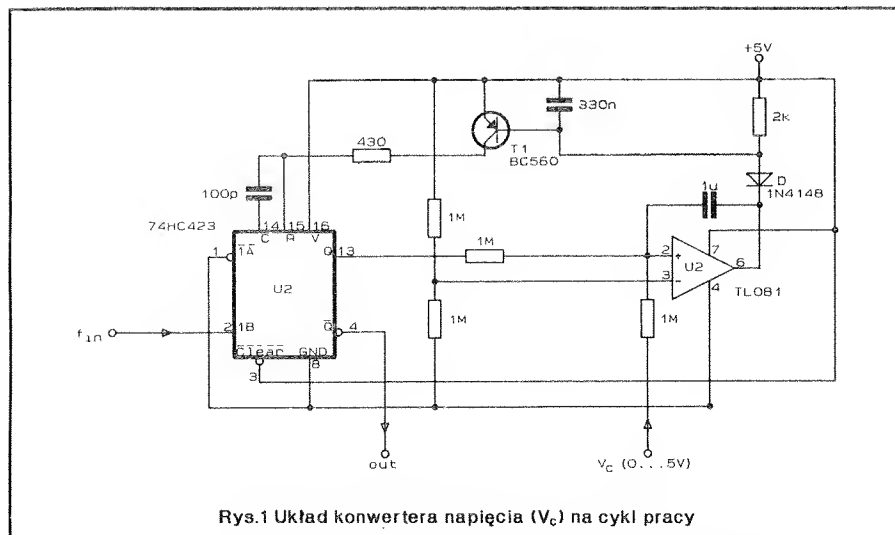 +5V
330n
2k
430
T1
BC560
D
1N4148
100p
1u
74HC423
14 15 16
C R V
1M
1
1A
Q 13
1M
2
+
7
U2
6
3
-
4
TL081
U2
f_in
2 1B
Q 4
1M
1M
Clear GND
3
8
out
Vc (0...5V)
Rys.1 Układ konwertera napięcia (Vc) na cykl pracy